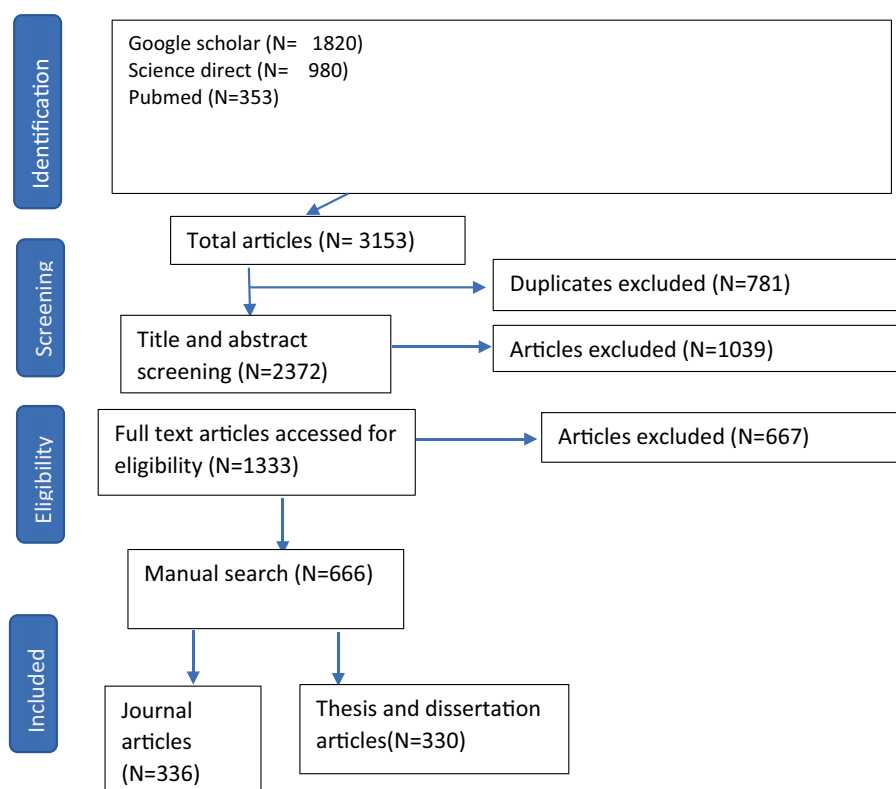 Identification
Google scholar (N= 1820)
Science direct (N= 980)
Pubmed (N=353)
Total articles (N= 3153)
Screening
Duplicates excluded (N=781)
Title and abstract
screening (N=2372)
Articles excluded (N=1039)
Eligibility
Full text articles accessed for
eligibility (N=1333)
Articles excluded (N=667)
Manual search (N=666)
Included
Journal
articles
(N=336)
Thesis and dissertation
articles(N=330)